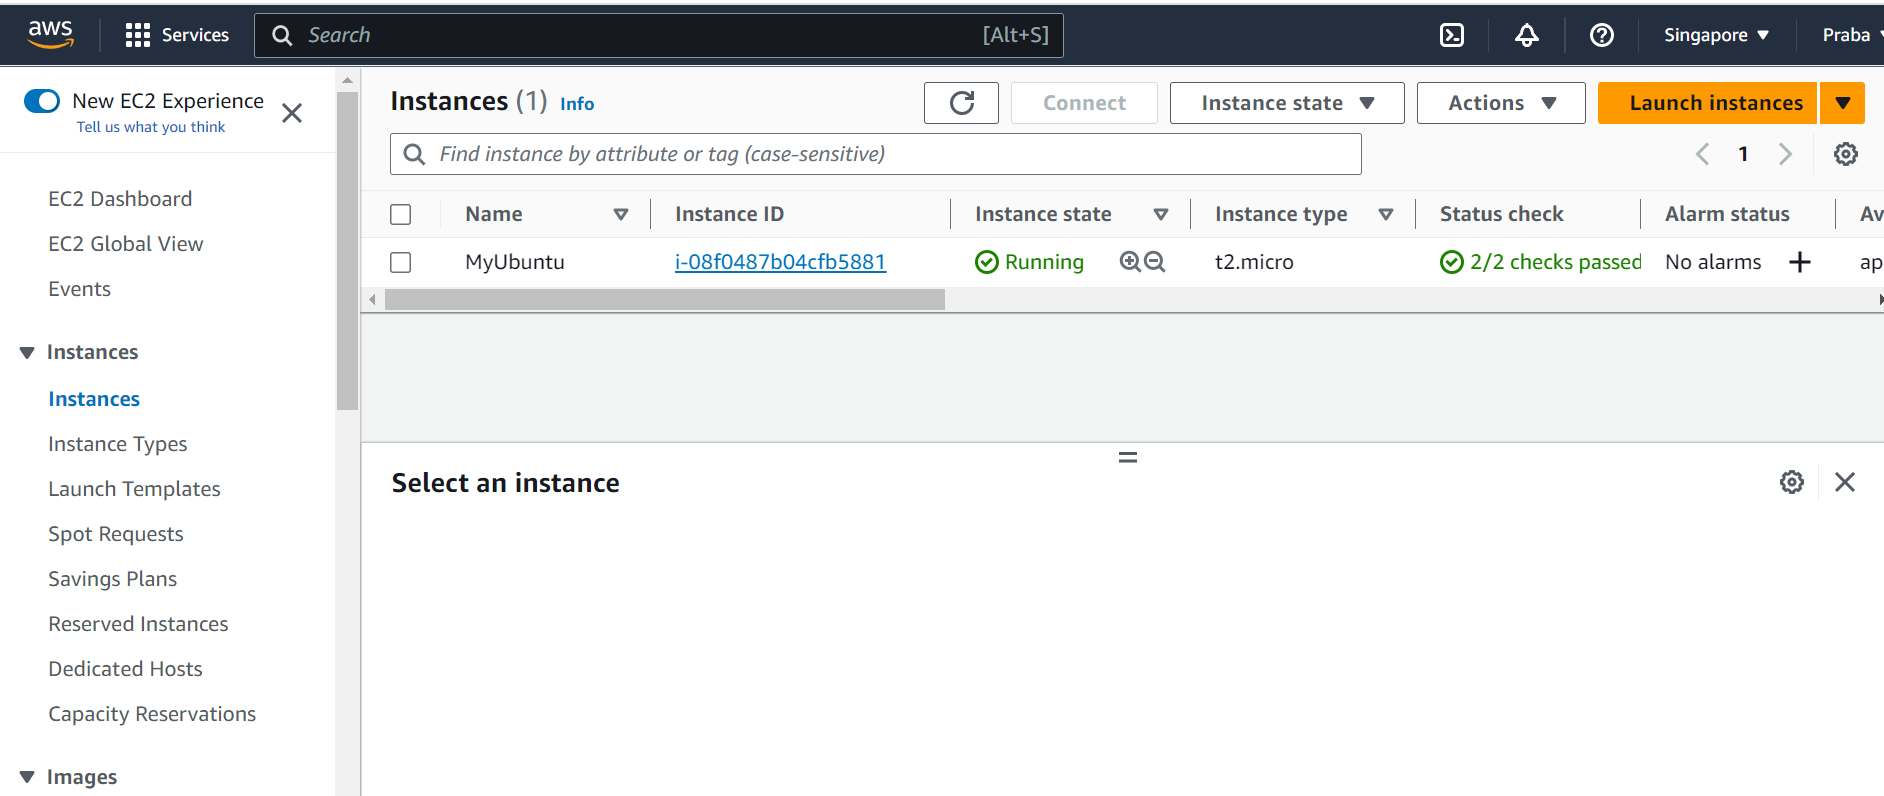 aws
Services
Search
[Alt+S]
Singapore
Praba
New EC2 Experience
Tell us what you think
EC2 Dashboard
EC2 Global View
Events
Instances
Instances
Instance Types
Launch Templates
Spot Requests
Savings Plans
Reserved Instances
Dedicated Hosts
Capacity Reservations
Images
Instances (1) Info
Connect
Instance state
Actions
Launch instances
Find instance by attribute or tag (case-sensitive)
1
Name Instance ID Instance state Instance type Status check Alarm status Av
MyUbuntu i-08f0487b04cfb5881 Running t2.micro 2/2 checks passed No alarms + ap
Select an instance